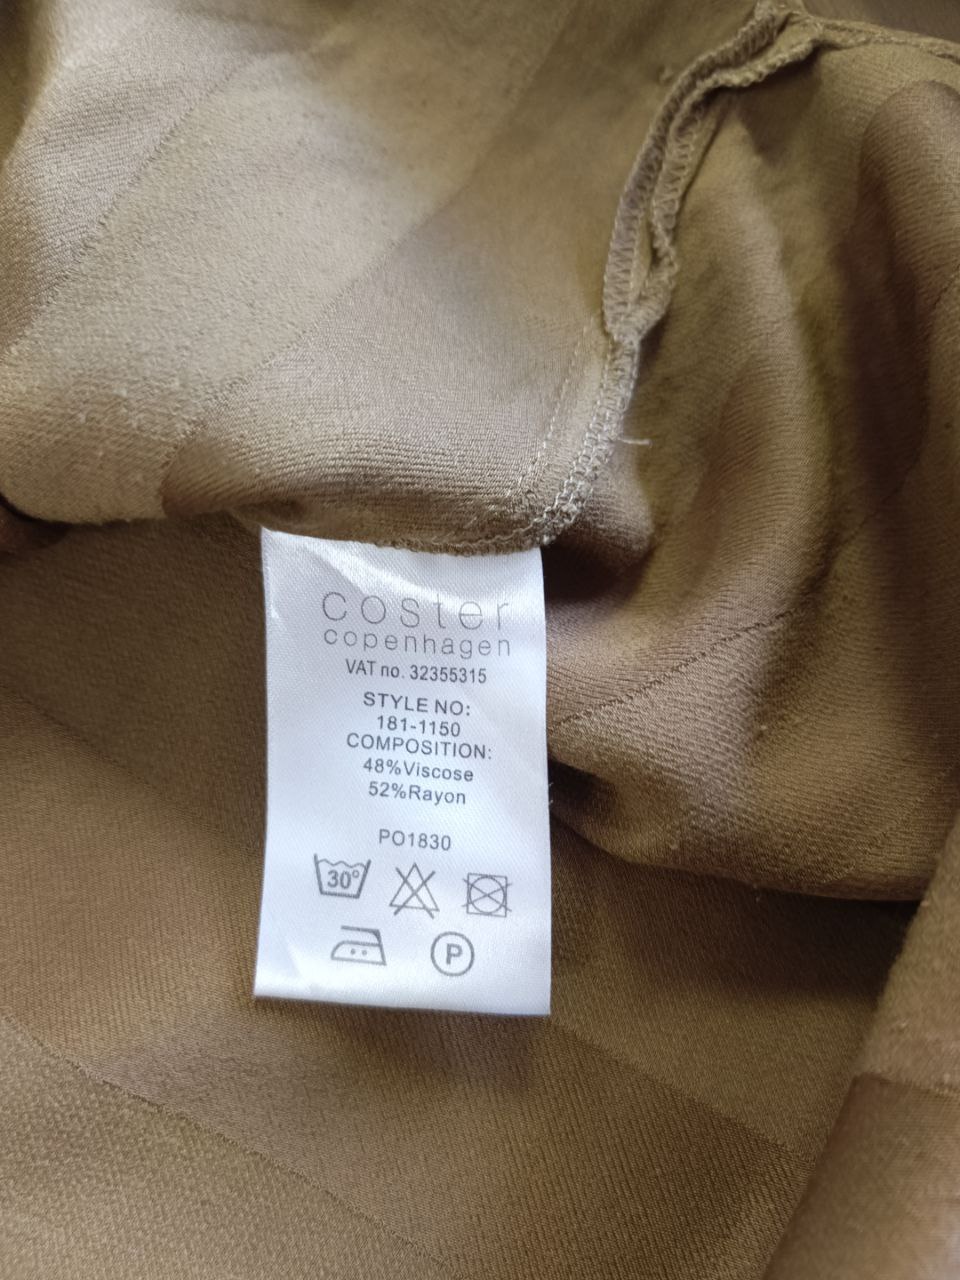 coster
copenhagen
VAT no. 32355315
STYLE NO:
181-1150
COMPOSITION:
48%Viscose
52%Rayon
PO1830
30°
P